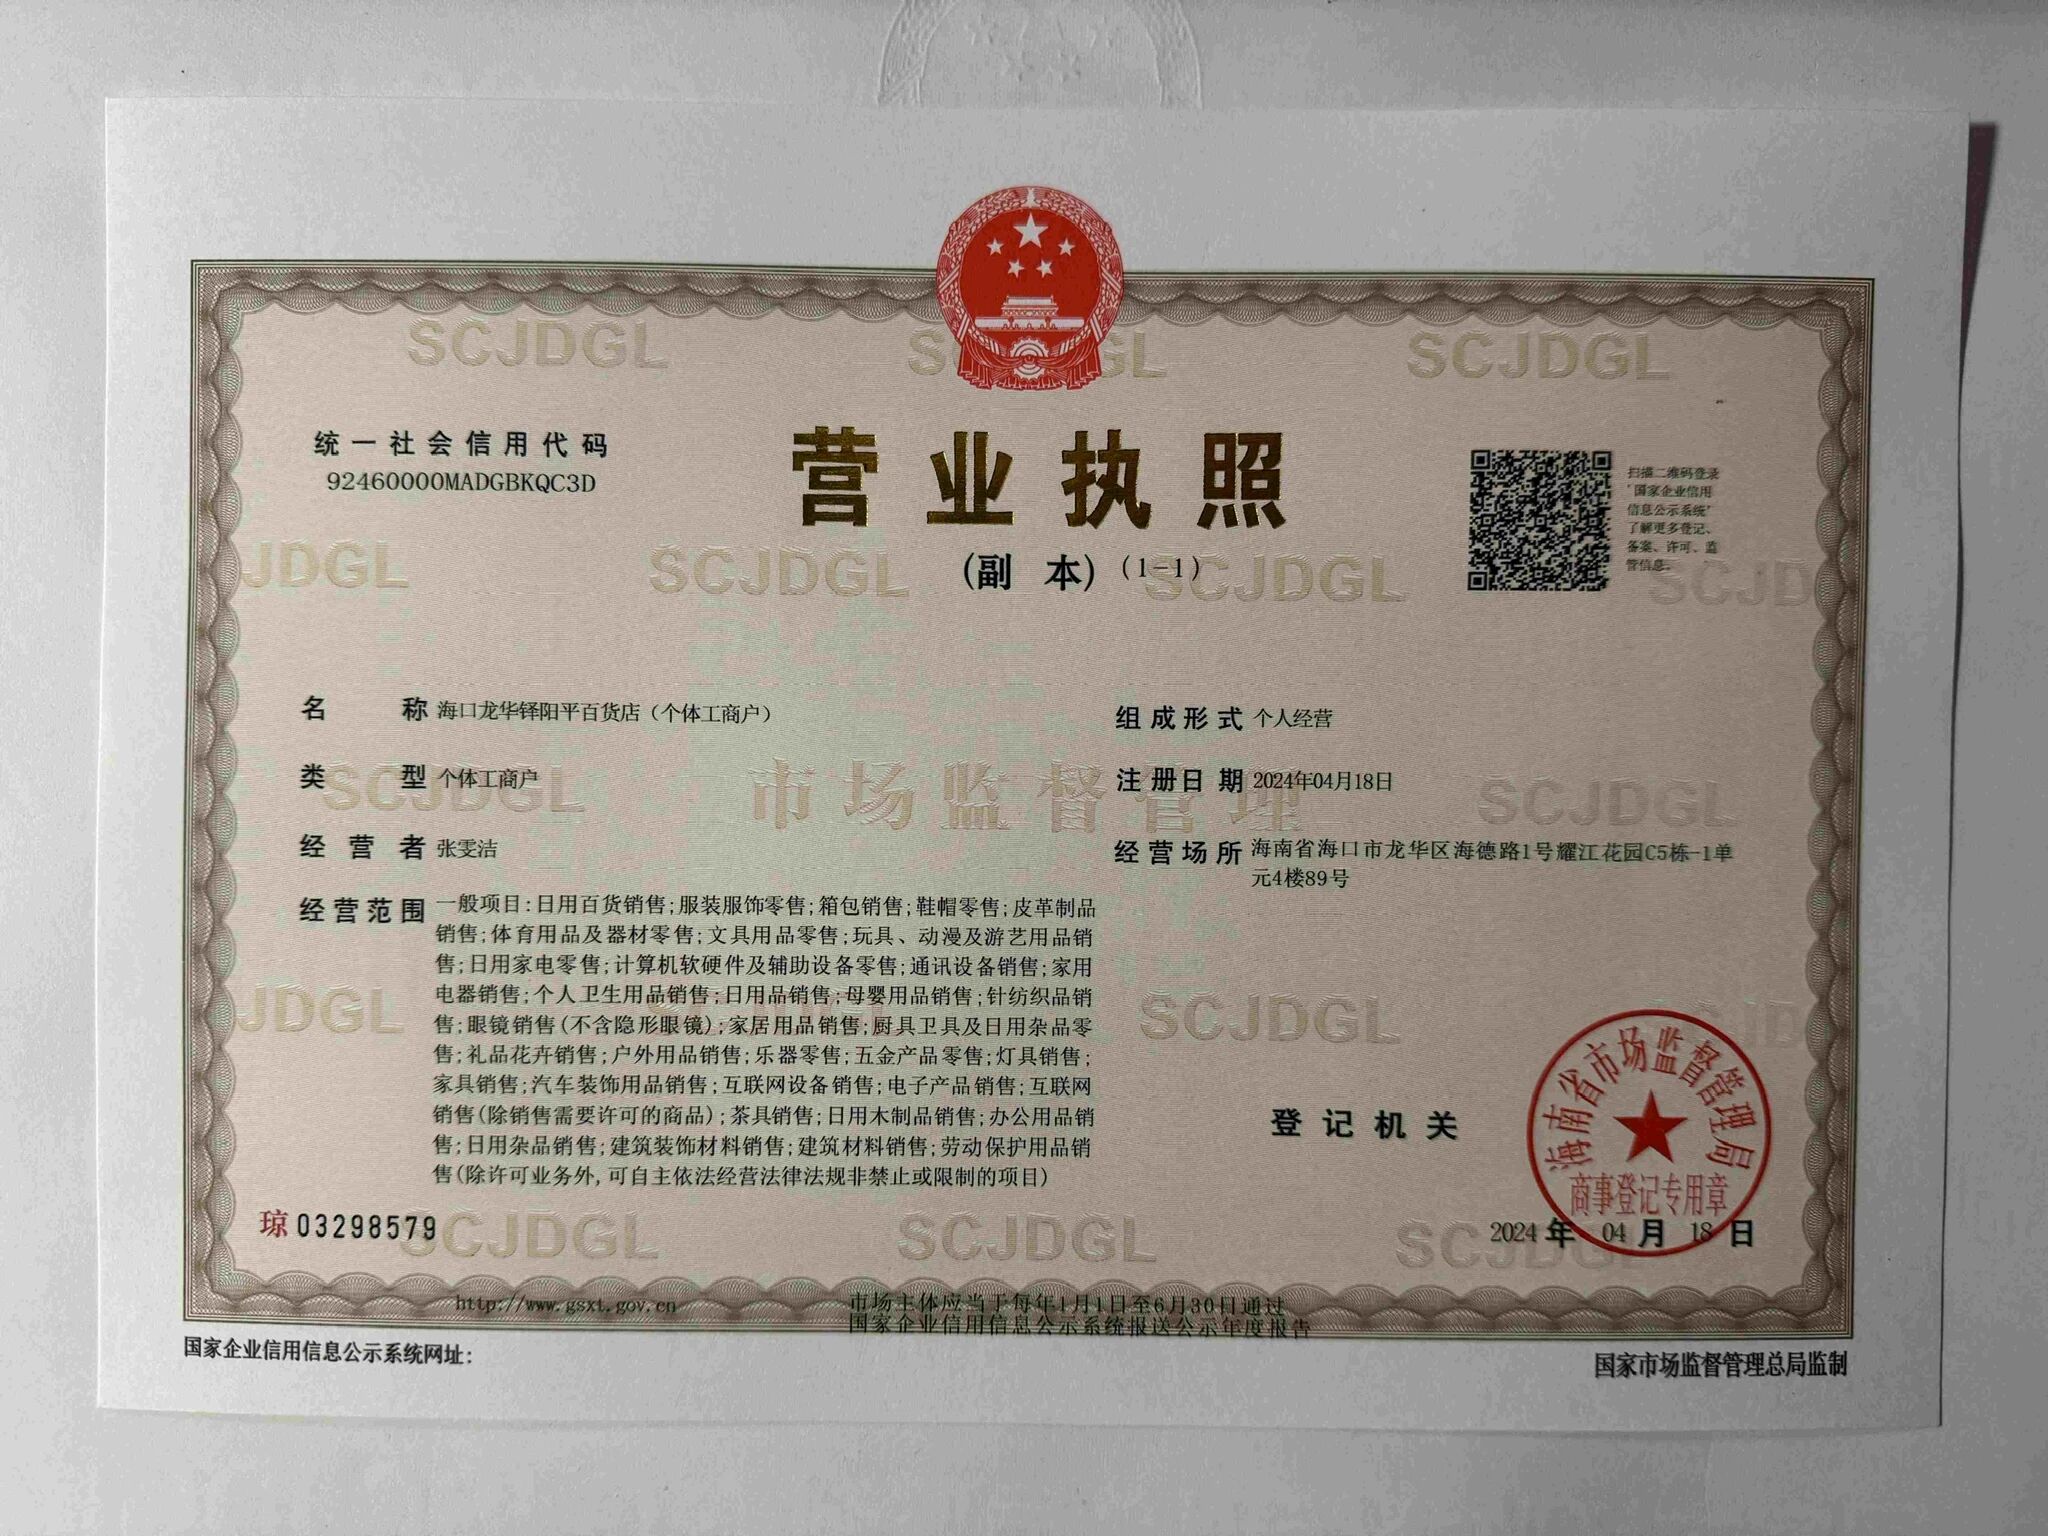 统一社会信用代码
92460000MADGBKQC3D
营业执照
(副 本) (1-1)
扫描二维码登录
‘国家企业信用
信息公示系统’
了解更多登记、
备案、许可、监
管信息。
名 称 海口龙华铎阳平百货店（个体工商户）
类 型 个体工商户
经 营 者 张雯洁
经营范围 一般项目:日用百货销售;服装服饰零售;箱包销售;鞋帽零售;皮革制品
销售;体育用品及器材零售;文具用品零售;玩具、动漫及游艺用品销
售;日用家电零售;计算机软硬件及辅助设备零售;通讯设备销售;家用
电器销售;个人卫生用品销售;日用品销售;母婴用品销售;针纺织品销
售;眼镜销售(不含隐形眼镜);家居用品销售;厨具卫具及日用杂品零
售;礼品花卉销售;户外用品销售;乐器零售;五金产品零售;灯具销售;
家具销售;汽车装饰用品销售;互联网设备销售;电子产品销售;互联网
销售(除销售需要许可的商品);茶具销售;日用木制品销售;办公用品销
售;日用杂品销售;建筑装饰材料销售;建筑材料销售;劳动保护用品销
售(除许可业务外,可自主依法经营法律法规非禁止或限制的项目)
组成形式 个人经营
注册日期 2024年04月18日
经营场所 海南省海口市龙华区海德路1号耀江花园C5栋-1单
元4楼89号
登记机关
海南省市场监督管理局
商事登记专用章
2024 年 04 月 18 日
琼03298579
市场监督管理
SCJDGL
http://www.gsxt.gov.cn
市场主体应当于每年1月1日至6月30日通过
国家企业信用信息公示系统报送公示年度报告
国家企业信用信息公示系统网址:
国家市场监督管理总局监制